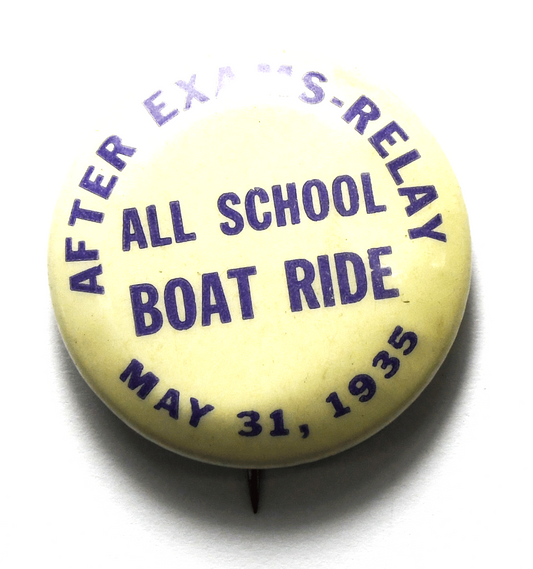 AFTER EXAMS-RELAY
ALL SCHOOL
BOAT RIDE
MAY 31, 1935